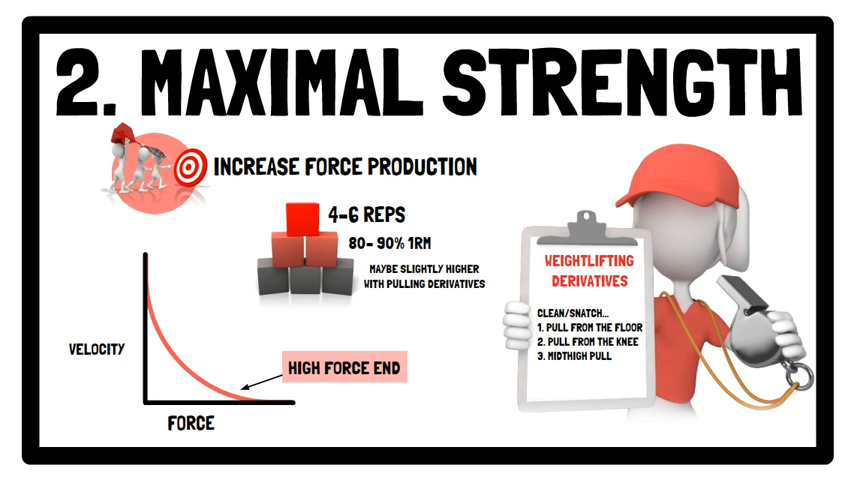 2. MAXIMAL STRENGTH
INCREASE FORCE PRODUCTION
4-6 REPS
80- 90% 1RM
MAYBE SLIGHTLY HIGHER
WITH PULLING DERIVATIVES
VELOCITY
HIGH FORCE END
FORCE
WEIGHTLIFTING
DERIVATIVES
CLEAN/SNATCH...
1. PULL FROM THE FLOOR
2. PULL FROM THE KNEE
3. MIDTHIGH PULL